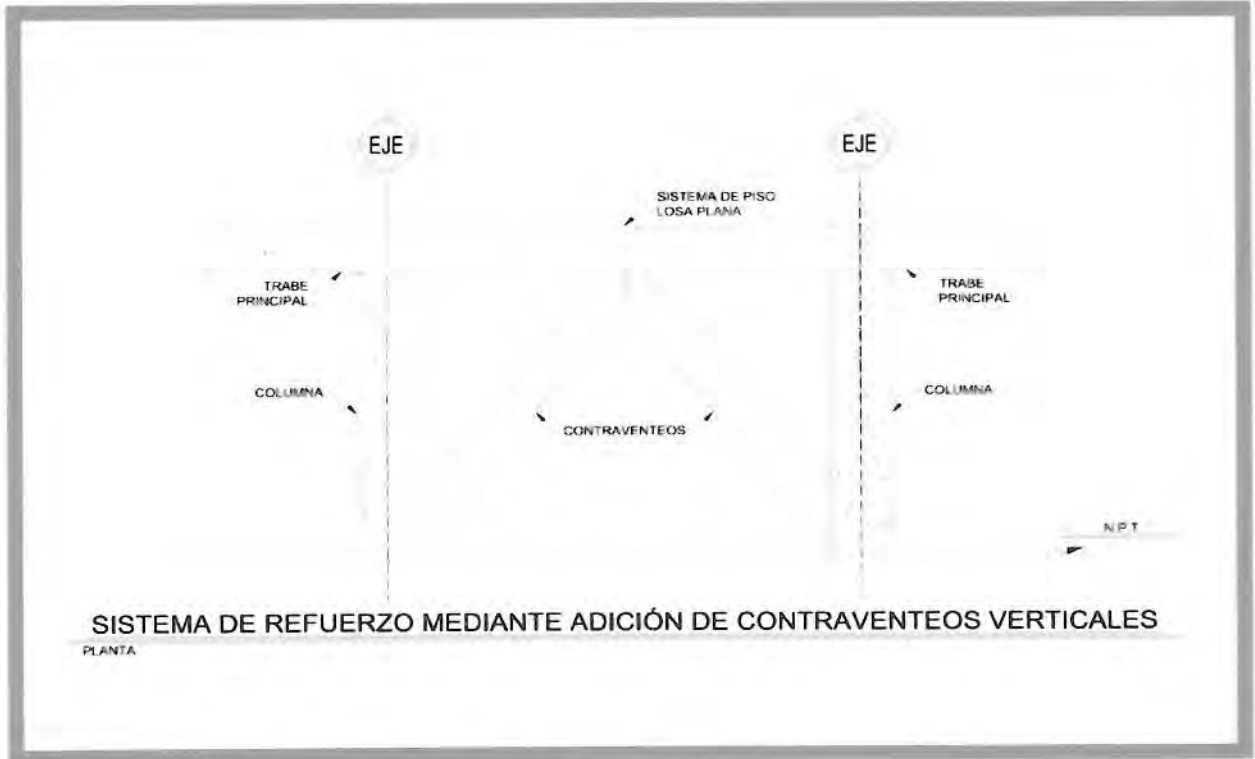 EJE
EJE
SISTEMA DE PISO
LOSA PLANA
TRABE
PRINCIPAL
TRABE
PRINCIPAL
COLUMNA
COLUMNA
CONTRAVENTEOS
N.P.T.
SISTEMA DE REFUERZO MEDIANTE ADICIÓN DE CONTRAVENTEOS VERTICALES
PLANTA